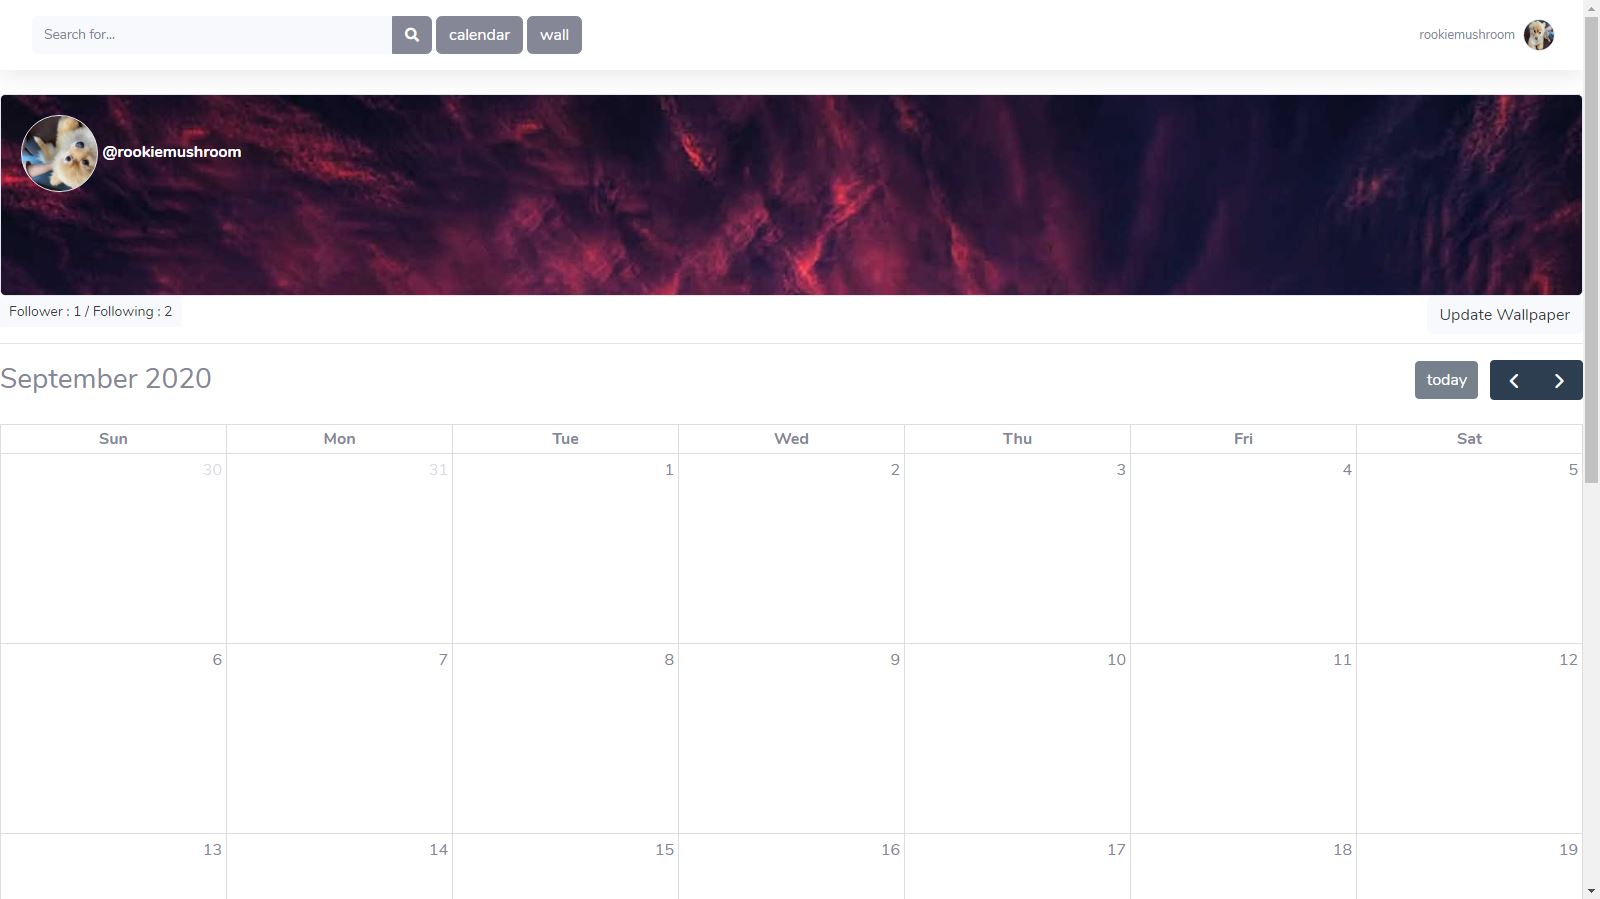 Search for... calendar wall rookiemushroom
@rookiemushroom
Follower : 1 / Following : 2 Update Wallpaper
September 2020 today
Sun Mon Tue Wed Thu Fri Sat
30 31 1 2 3 4 5
6 7 8 9 10 11 12
13 14 15 16 17 18 19